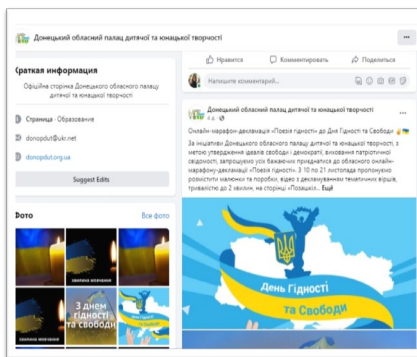 Донецький обласний палац дитячої та юнацької творчості
Краткая информация
Офіційна сторінка Донецького обласного палацу
дитячої та юнацької творчості
Страница · Образование
donopdut@ukr.net
donopdut.org.ua
Suggest Edits
Фото
Все фото
хвилина мовчання
З днем
гідності
та свободи
Нравится
Комментировать
Поделиться
Напишите комментарий...
Донецький обласний палац дитячої та юнацької творчості
Онлайн-марафон-декламація «Поезія гідності» до Дня Гідності та Свободи
За ініціативи Донецького обласного палацу дитячої та юнацької творчості, з
метою утвердження ідеалів свободи і демократії, виховання патріотичної
свідомості, запрошуємо усіх бажаючих приєднатися до обласного онлайн-
марафону-декламації «Поезія гідності». З 10 по 21 листопада пропонуємо
розмістити малюнки та поробки, відео з декламуванням тематичних віршів,
тривалістю до 2 хвилин, на сторінці «Позашкіл... Ещё
День Гідності
та Свободи